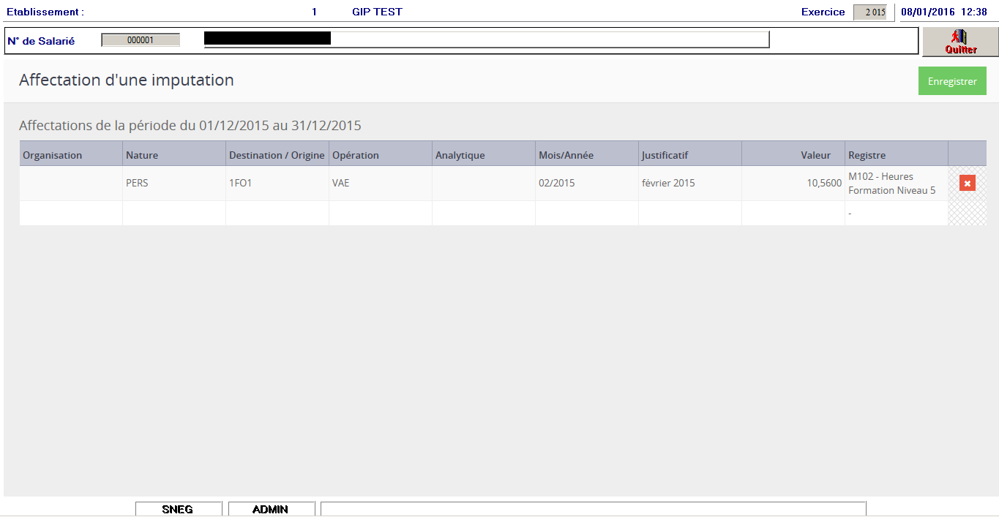 Etablissement : 1 GIP TEST Exercice 2 015 08/01/2016 12:38
N° de Salarié 000001
Quitter
Affectation d'une imputation
Enregistrer
Affectations de la période du 01/12/2015 au 31/12/2015
Organisation Nature Destination / Origine Opération Analytique Mois/Année Justificatif Valeur Registre
PERS 1FO1 VAE 02/2015 février 2015 10,5600 M102 - Heures
Formation Niveau 5
-
SNEG ADMIN